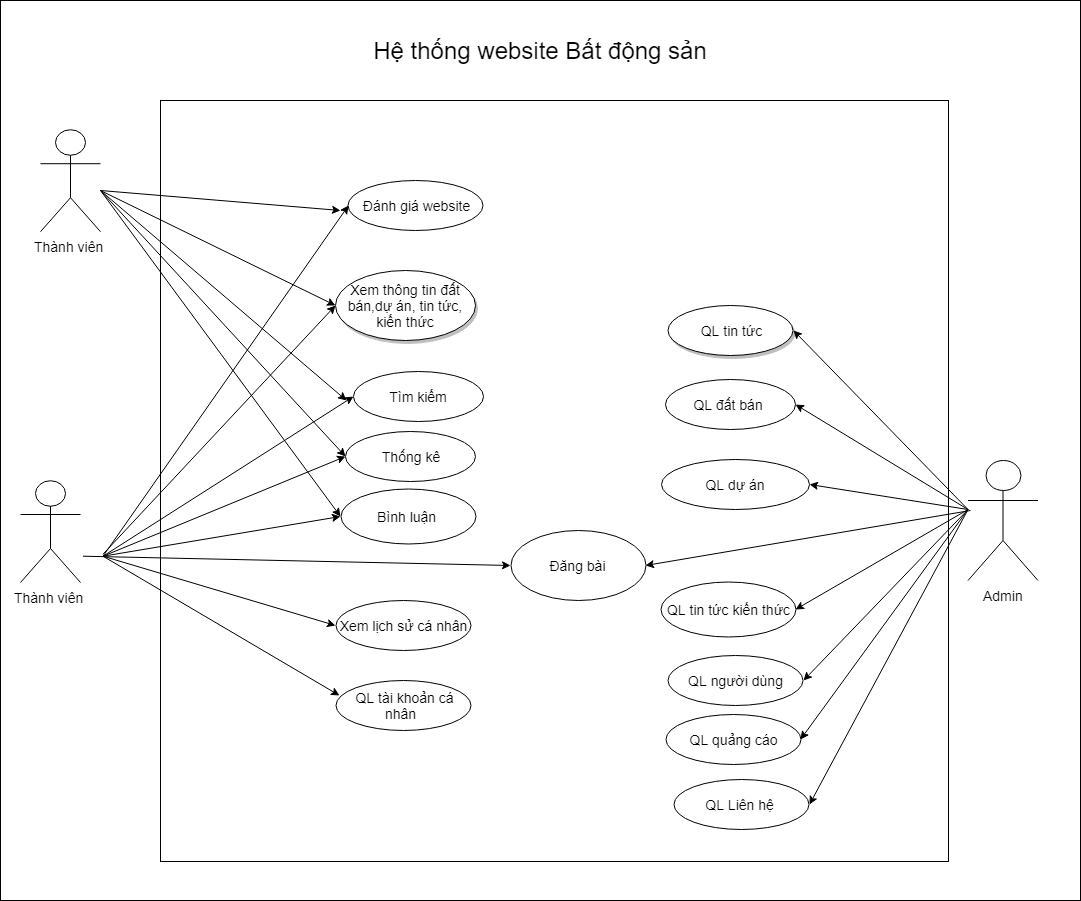 Hệ thống website Bất động sản
Thành viên
Đánh giá website
Xem thông tin đất
bán,dự án, tin tức,
kiến thức
Tìm kiếm
Thống kê
Bình luận
Đăng bài
Thành viên
Xem lịch sử cá nhân
QL tài khoản cá
nhân
QL tin tức
QL đất bán
QL dự án
Admin
QL tin tức kiến thức
QL người dùng
QL quảng cáo
QL Liên hệ